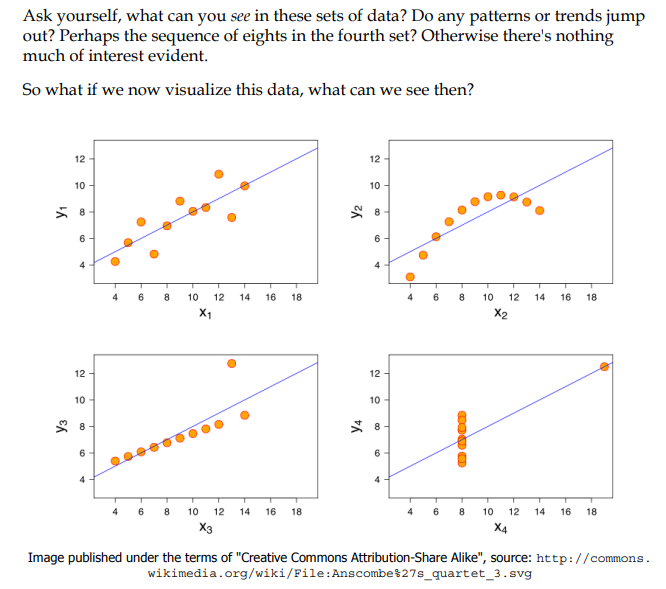 Ask yourself, what can you see in these sets of data? Do any patterns or trends jump
out? Perhaps the sequence of eights in the fourth set? Otherwise there's nothing
much of interest evident.
So what if we now visualize this data, what can we see then?
12
10
8
6
4
y1
4 6 8 10 12 14 16 18
x1
12
10
8
6
4
y2
4 6 8 10 12 14 16 18
x2
12
10
8
6
4
y3
4 6 8 10 12 14 16 18
x3
12
10
8
6
4
y4
4 6 8 10 12 14 16 18
x4
Image published under the terms of "Creative Commons Attribution-Share Alike", source: http://commons.
wikimedia.org/wiki/File:Anscombe%27s_quartet_3.svg